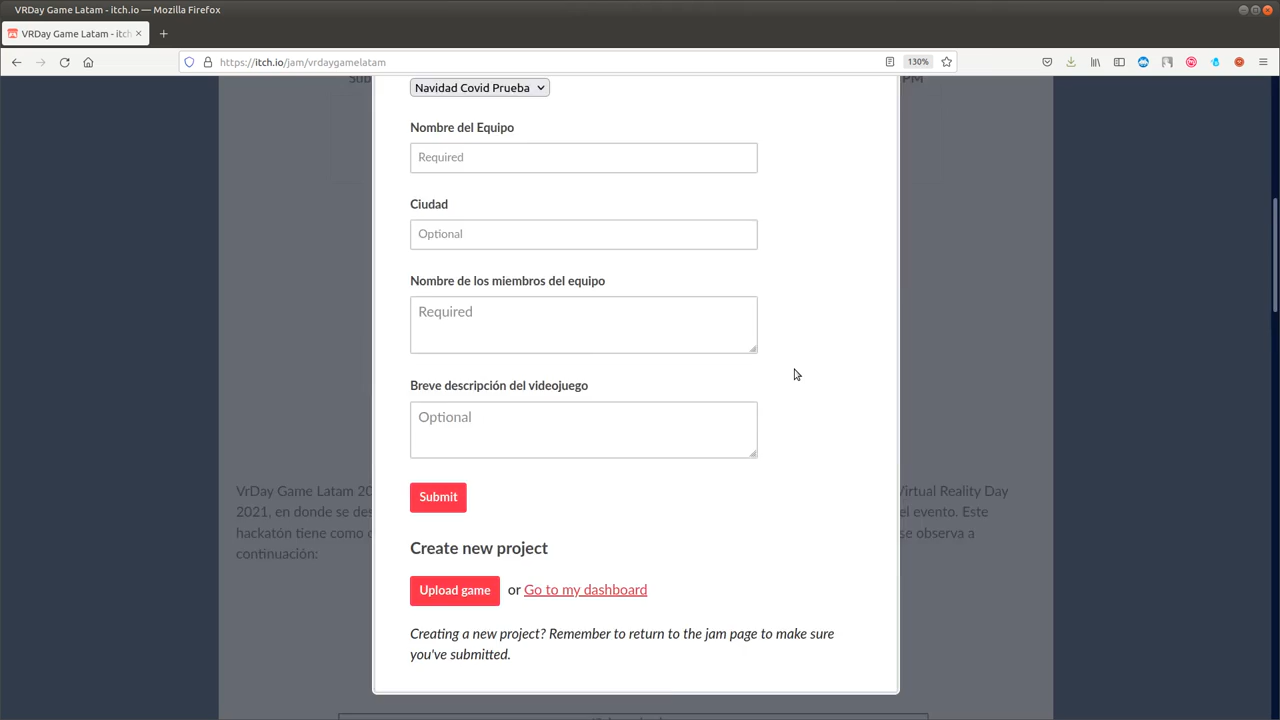 VRDay Game Latam - itch.io — Mozilla Firefox
VRDay Game Latam - itch
https://itch.io/jam/vrdaygamelatam
130%
Sub
PM
Navidad Covid Prueba
Nombre del Equipo
Required
Ciudad
Optional
Nombre de los miembros del equipo
Required
Breve descripción del videojuego
Optional
Submit
VrDay Game Latam 20
Virtual Reality Day
2021, en donde se des
el evento. Este
hackatón tiene como o
se observa a
continuación:
Create new project
Upload game or Go to my dashboard
Creating a new project? Remember to return to the jam page to make sure
you've submitted.